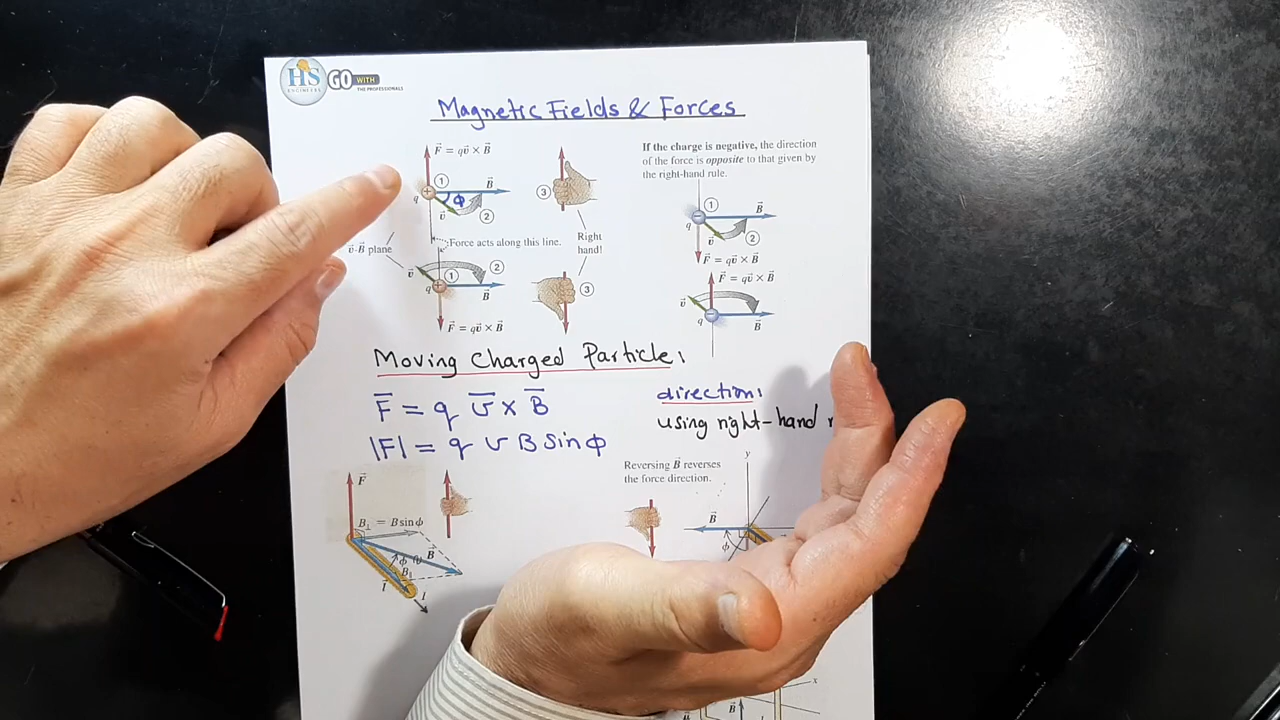 HS
ENGINEERS
GO WITH
THE PROFESSIONALS
Magnetic Fields & Forces
F⃗ = qv⃗ × B⃗
① B⃗
q ϕ
v⃗ ②
③
Force acts along this line.
v⃗-B⃗ plane
Right
hand!
v⃗ ① ②
q B⃗
③
F⃗ = qv⃗ × B⃗
If the charge is negative, the direction
of the force is opposite to that given by
the right-hand rule.
① B⃗
q v⃗ ②
F⃗ = qv⃗ × B⃗
F⃗ = qv⃗ × B⃗
v⃗
q B⃗
Moving Charged Particle:
F̅ = q v̅ × B̅
|F| = q v B Sin ϕ
direction:
using right-hand
F⃗
B⊥ = B sinϕ
ϕ B⃗
B∥
l⃗ I
Reversing B⃗ reverses
the force direction.
y
B⃗
ϕ
x
B⃗